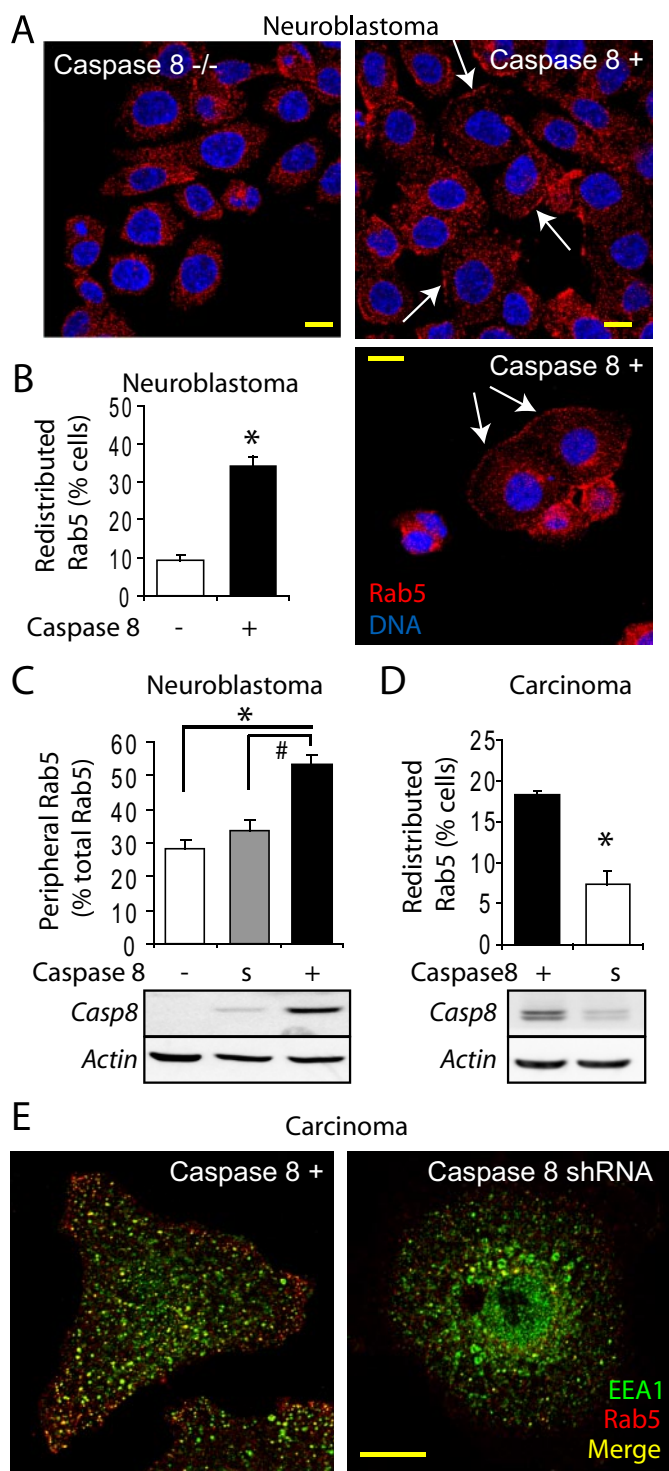 A
Neuroblastoma
Caspase 8 -/-
Caspase 8 +
B
Neuroblastoma
Redistributed
Rab5 (% cells)
50
40
30
20
10
0
*
Caspase 8 - +
Caspase 8 +
Rab5
DNA
C
Neuroblastoma
Peripheral Rab5
(% total Rab5)
60
50
40
30
20
10
0
*
#
Caspase 8 - s +
Casp8
Actin
D
Carcinoma
Redistributed
Rab5 (% cells)
25
20
15
10
5
0
*
Caspase8 + s
Casp8
Actin
E
Carcinoma
Caspase 8 +
Caspase 8 shRNA
EEA1
Rab5
Merge